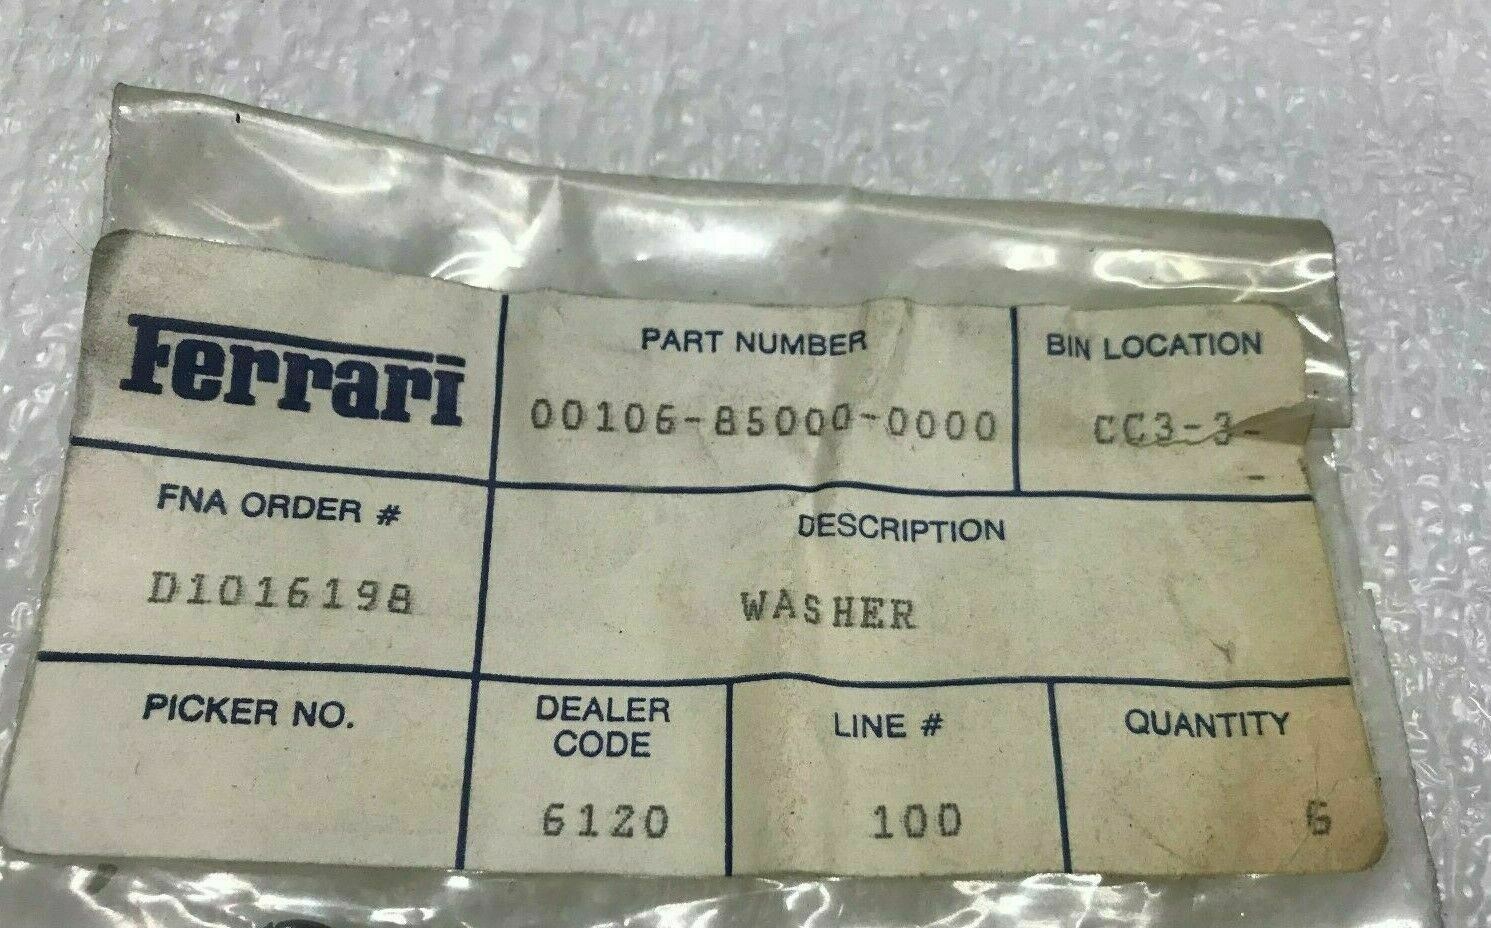 Ferrari
PART NUMBER
00106-85000-0000
BIN LOCATION
CC3-3-
-
FNA ORDER #
D1016198
DESCRIPTION
WASHER
PICKER NO.
DEALER
CODE
6120
LINE #
100
QUANTITY
6